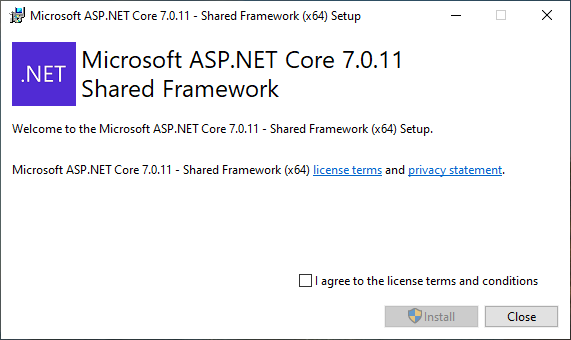 Microsoft ASP.NET Core 7.0.11 - Shared Framework (x64) Setup
.NET
Microsoft ASP.NET Core 7.0.11
Shared Framework
Welcome to the Microsoft ASP.NET Core 7.0.11 - Shared Framework (x64) Setup.
Microsoft ASP.NET Core 7.0.11 - Shared Framework (x64) license terms and privacy statement.
I agree to the license terms and conditions
Install
Close